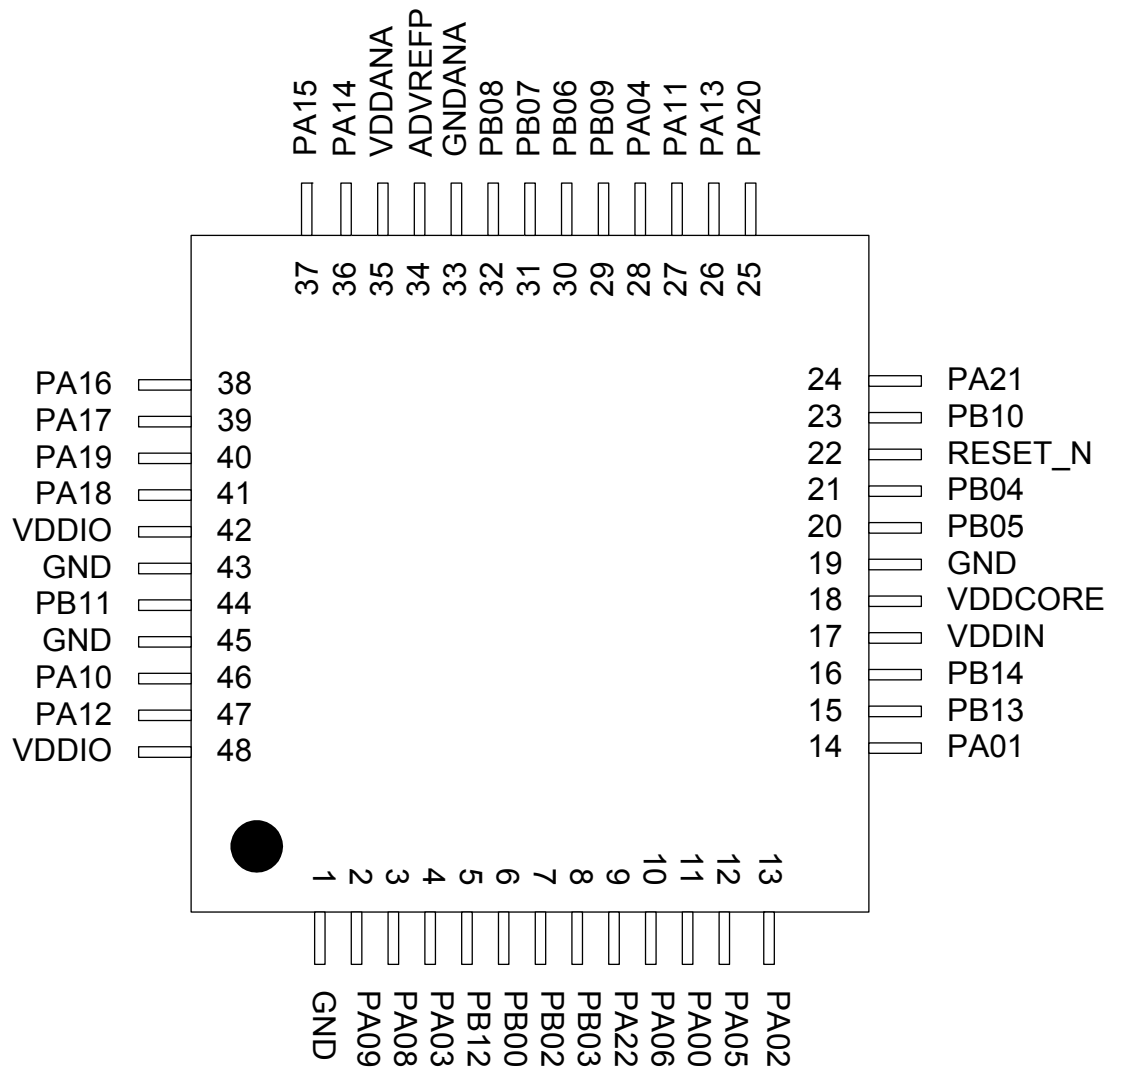 PA15
PA14
VDDANA
ADVREFP
GNDANA
PB08
PB07
PB06
PB09
PA04
PA11
PA13
PA20
37
36
35
34
33
32
31
30
29
28
27
26
25
PA16 38
PA17 39
PA19 40
PA18 41
VDDIO 42
GND 43
PB11 44
GND 45
PA10 46
PA12 47
VDDIO 48
24 PA21
23 PB10
22 RESET_N
21 PB04
20 PB05
19 GND
18 VDDCORE
17 VDDIN
16 PB14
15 PB13
14 PA01
1
2
3
4
5
6
7
8
9
10
11
12
13
GND
PA09
PA08
PA03
PB12
PB00
PB02
PB03
PA22
PA06
PA00
PA05
PA02